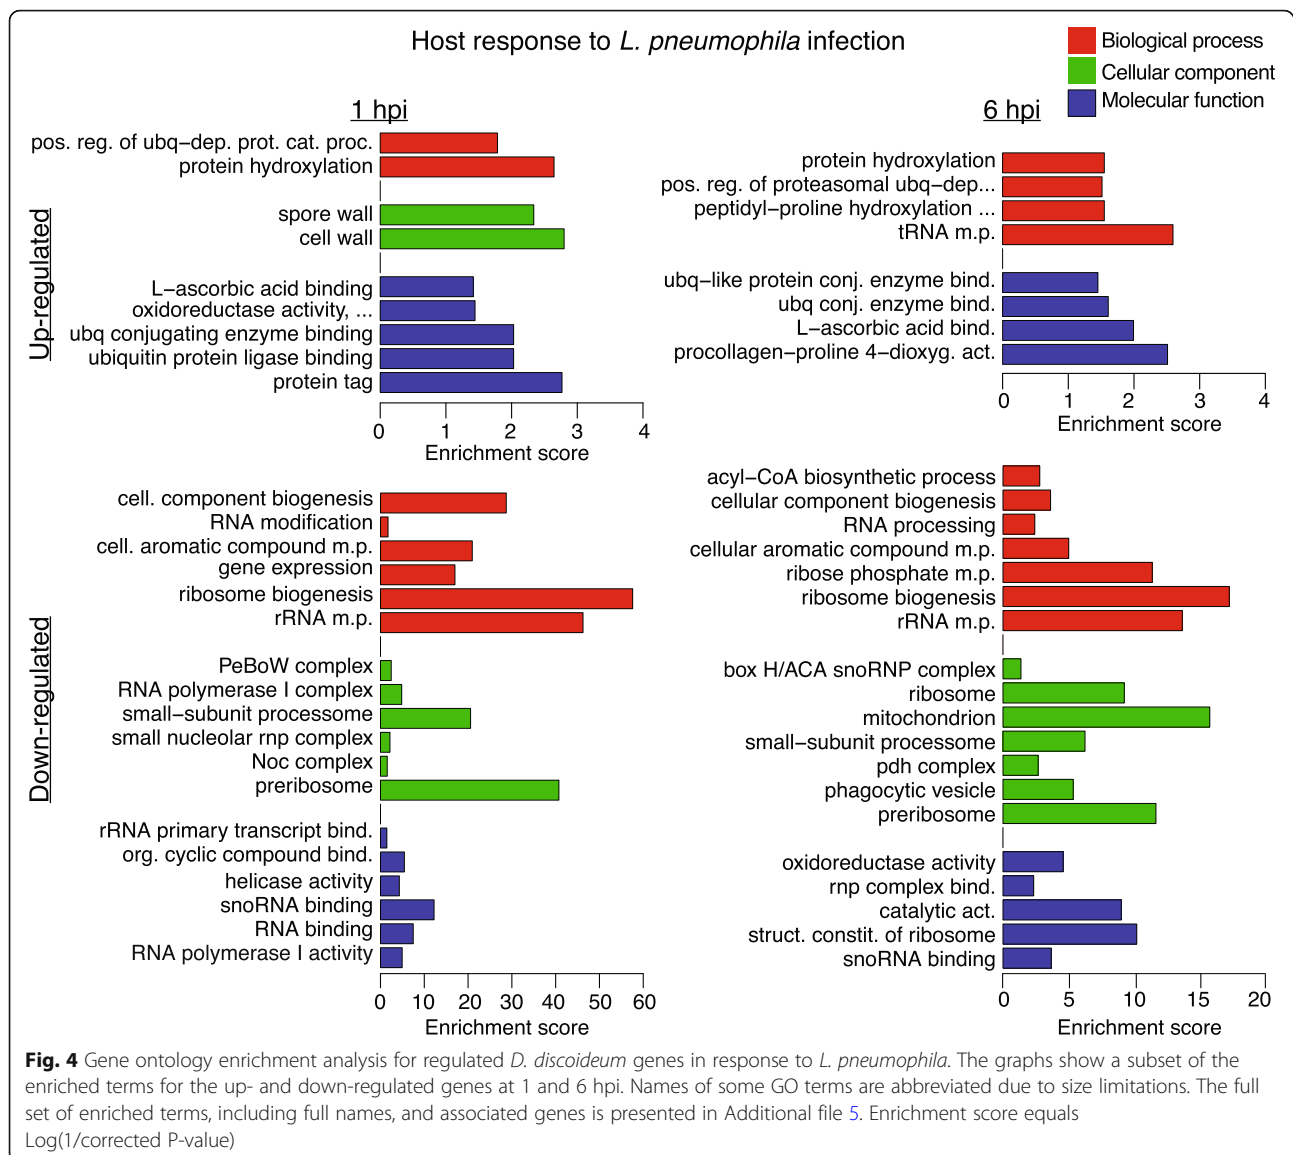 Host response to L. pneumophila infection
Biological process
Cellular component
Molecular function
1 hpi
pos. reg. of ubq−dep. prot. cat. proc.
protein hydroxylation
spore wall
cell wall
L−ascorbic acid binding
oxidoreductase activity, ...
ubq conjugating enzyme binding
ubiquitin protein ligase binding
protein tag
0 1 2 3 4
Enrichment score
Up-regulated
6 hpi
protein hydroxylation
pos. reg. of proteasomal ubq−dep...
peptidyl−proline hydroxylation ...
tRNA m.p.
ubq−like protein conj. enzyme bind.
ubq conj. enzyme bind.
L−ascorbic acid bind.
procollagen−proline 4−dioxyg. act.
0 1 2 3 4
Enrichment score
Down-regulated
cell. component biogenesis
RNA modification
cell. aromatic compound m.p.
gene expression
ribosome biogenesis
rRNA m.p.
PeBoW complex
RNA polymerase I complex
small−subunit processome
small nucleolar rnp complex
Noc complex
preribosome
rRNA primary transcript bind.
org. cyclic compound bind.
helicase activity
snoRNA binding
RNA binding
RNA polymerase I activity
0 10 20 30 40 50 60
Enrichment score
acyl−CoA biosynthetic process
cellular component biogenesis
RNA processing
cellular aromatic compound m.p.
ribose phosphate m.p.
ribosome biogenesis
rRNA m.p.
box H/ACA snoRNP complex
ribosome
mitochondrion
small−subunit processome
pdh complex
phagocytic vesicle
preribosome
oxidoreductase activity
rnp complex bind.
catalytic act.
struct. constit. of ribosome
snoRNA binding
0 5 10 15 20
Enrichment score
Fig. 4 Gene ontology enrichment analysis for regulated D. discoideum genes in response to L. pneumophila. The graphs show a subset of the
enriched terms for the up- and down-regulated genes at 1 and 6 hpi. Names of some GO terms are abbreviated due to size limitations. The full
set of enriched terms, including full names, and associated genes is presented in Additional file 5. Enrichment score equals
Log(1/corrected P-value)